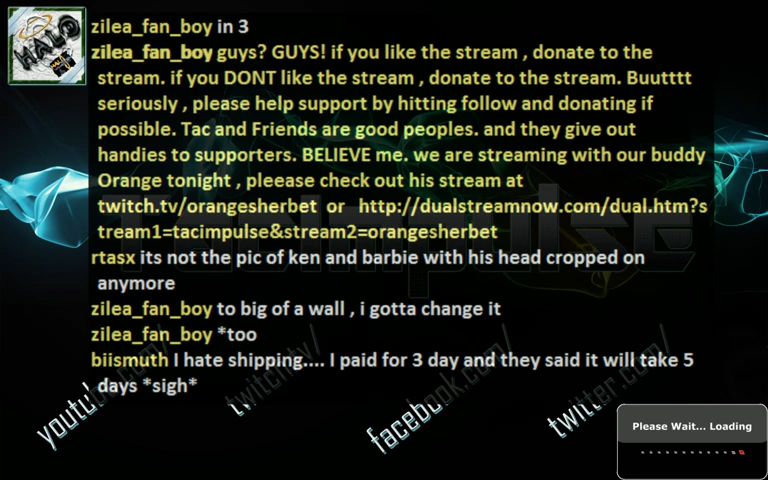 HALO
zilea_fan_boy in 3
zilea_fan_boy guys? GUYS! if you like the stream , donate to the
stream. if you DONT like the stream , donate to the stream. Buutttt
seriously , please help support by hitting follow and donating if
possible. Tac and Friends are good peoples. and they give out
handies to supporters. BELIEVE me. we are streaming with our buddy
Orange tonight , pleease check out his stream at
twitch.tv/orangesherbet or http://dualstreamnow.com/dual.htm?s
tream1=tacimpulse&stream2=orangesherbet
TacImpulse
rtasx its not the pic of ken and barbie with his head cropped on
anymore
zilea_fan_boy to big of a wall , i gotta change it
zilea_fan_boy *too
biismuth I hate shipping.... I paid for 3 day and they said it will take 5
days *sigh*
youtube.com/
twitch.tv/
facebook.com/
twitter.com/
Please Wait... Loading